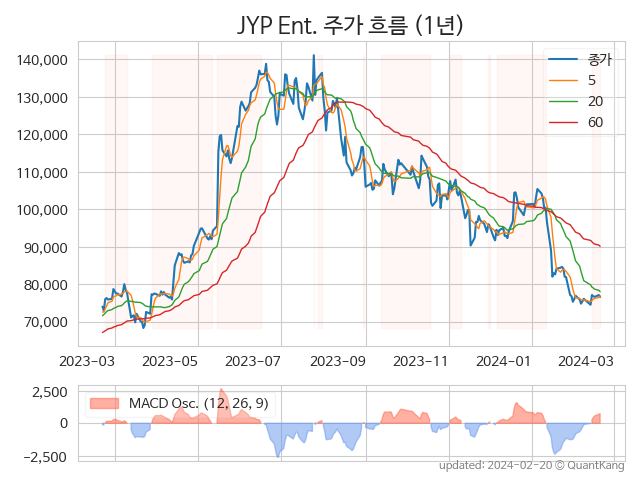 JYP Ent. 주가 흐름 (1년)
140,000
130,000
120,000
110,000
100,000
90,000
80,000
70,000
종가
5
20
60
2023-03 2023-05 2023-07 2023-09 2023-11 2024-01 2024-03
2,500
0
−2,500
MACD Osc. (12, 26, 9)
updated: 2024-02-20 © QuantKang